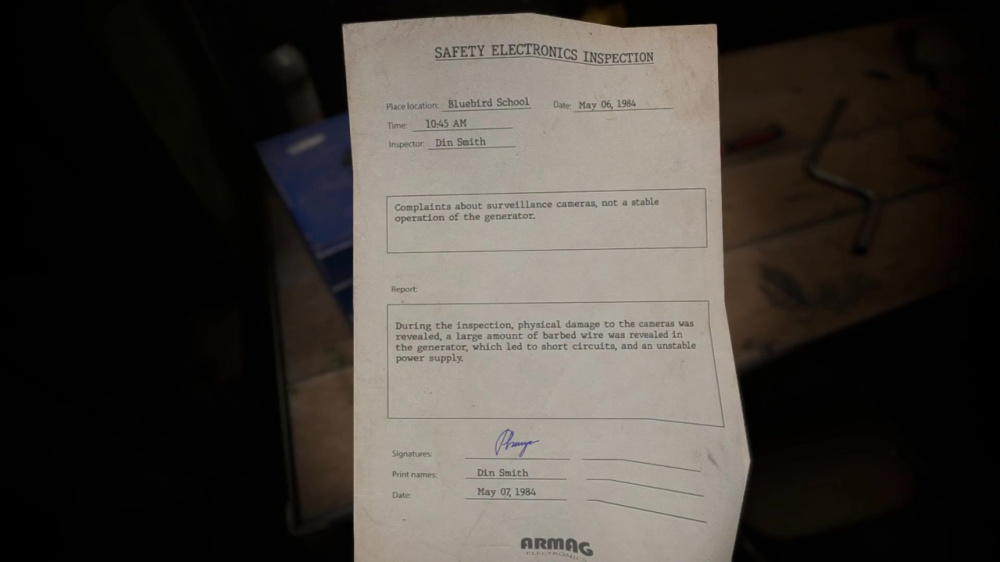 SAFETY ELECTRONICS INSPECTION
Place location: Bluebird School Date: May 06, 1984
Time: 10:45 AM
Inspector: Din Smith
Complaints about surveillance cameras, not a stable
operation of the generator.
Report:
During the inspection, physical damage to the cameras was
revealed, a large amount of barbed wire was revealed in
the generator, which led to short circuits, and an unstable
power supply.
Signatures:
Print names: Din Smith
Date: May 07, 1984
ARMAG
ELECTRONICS